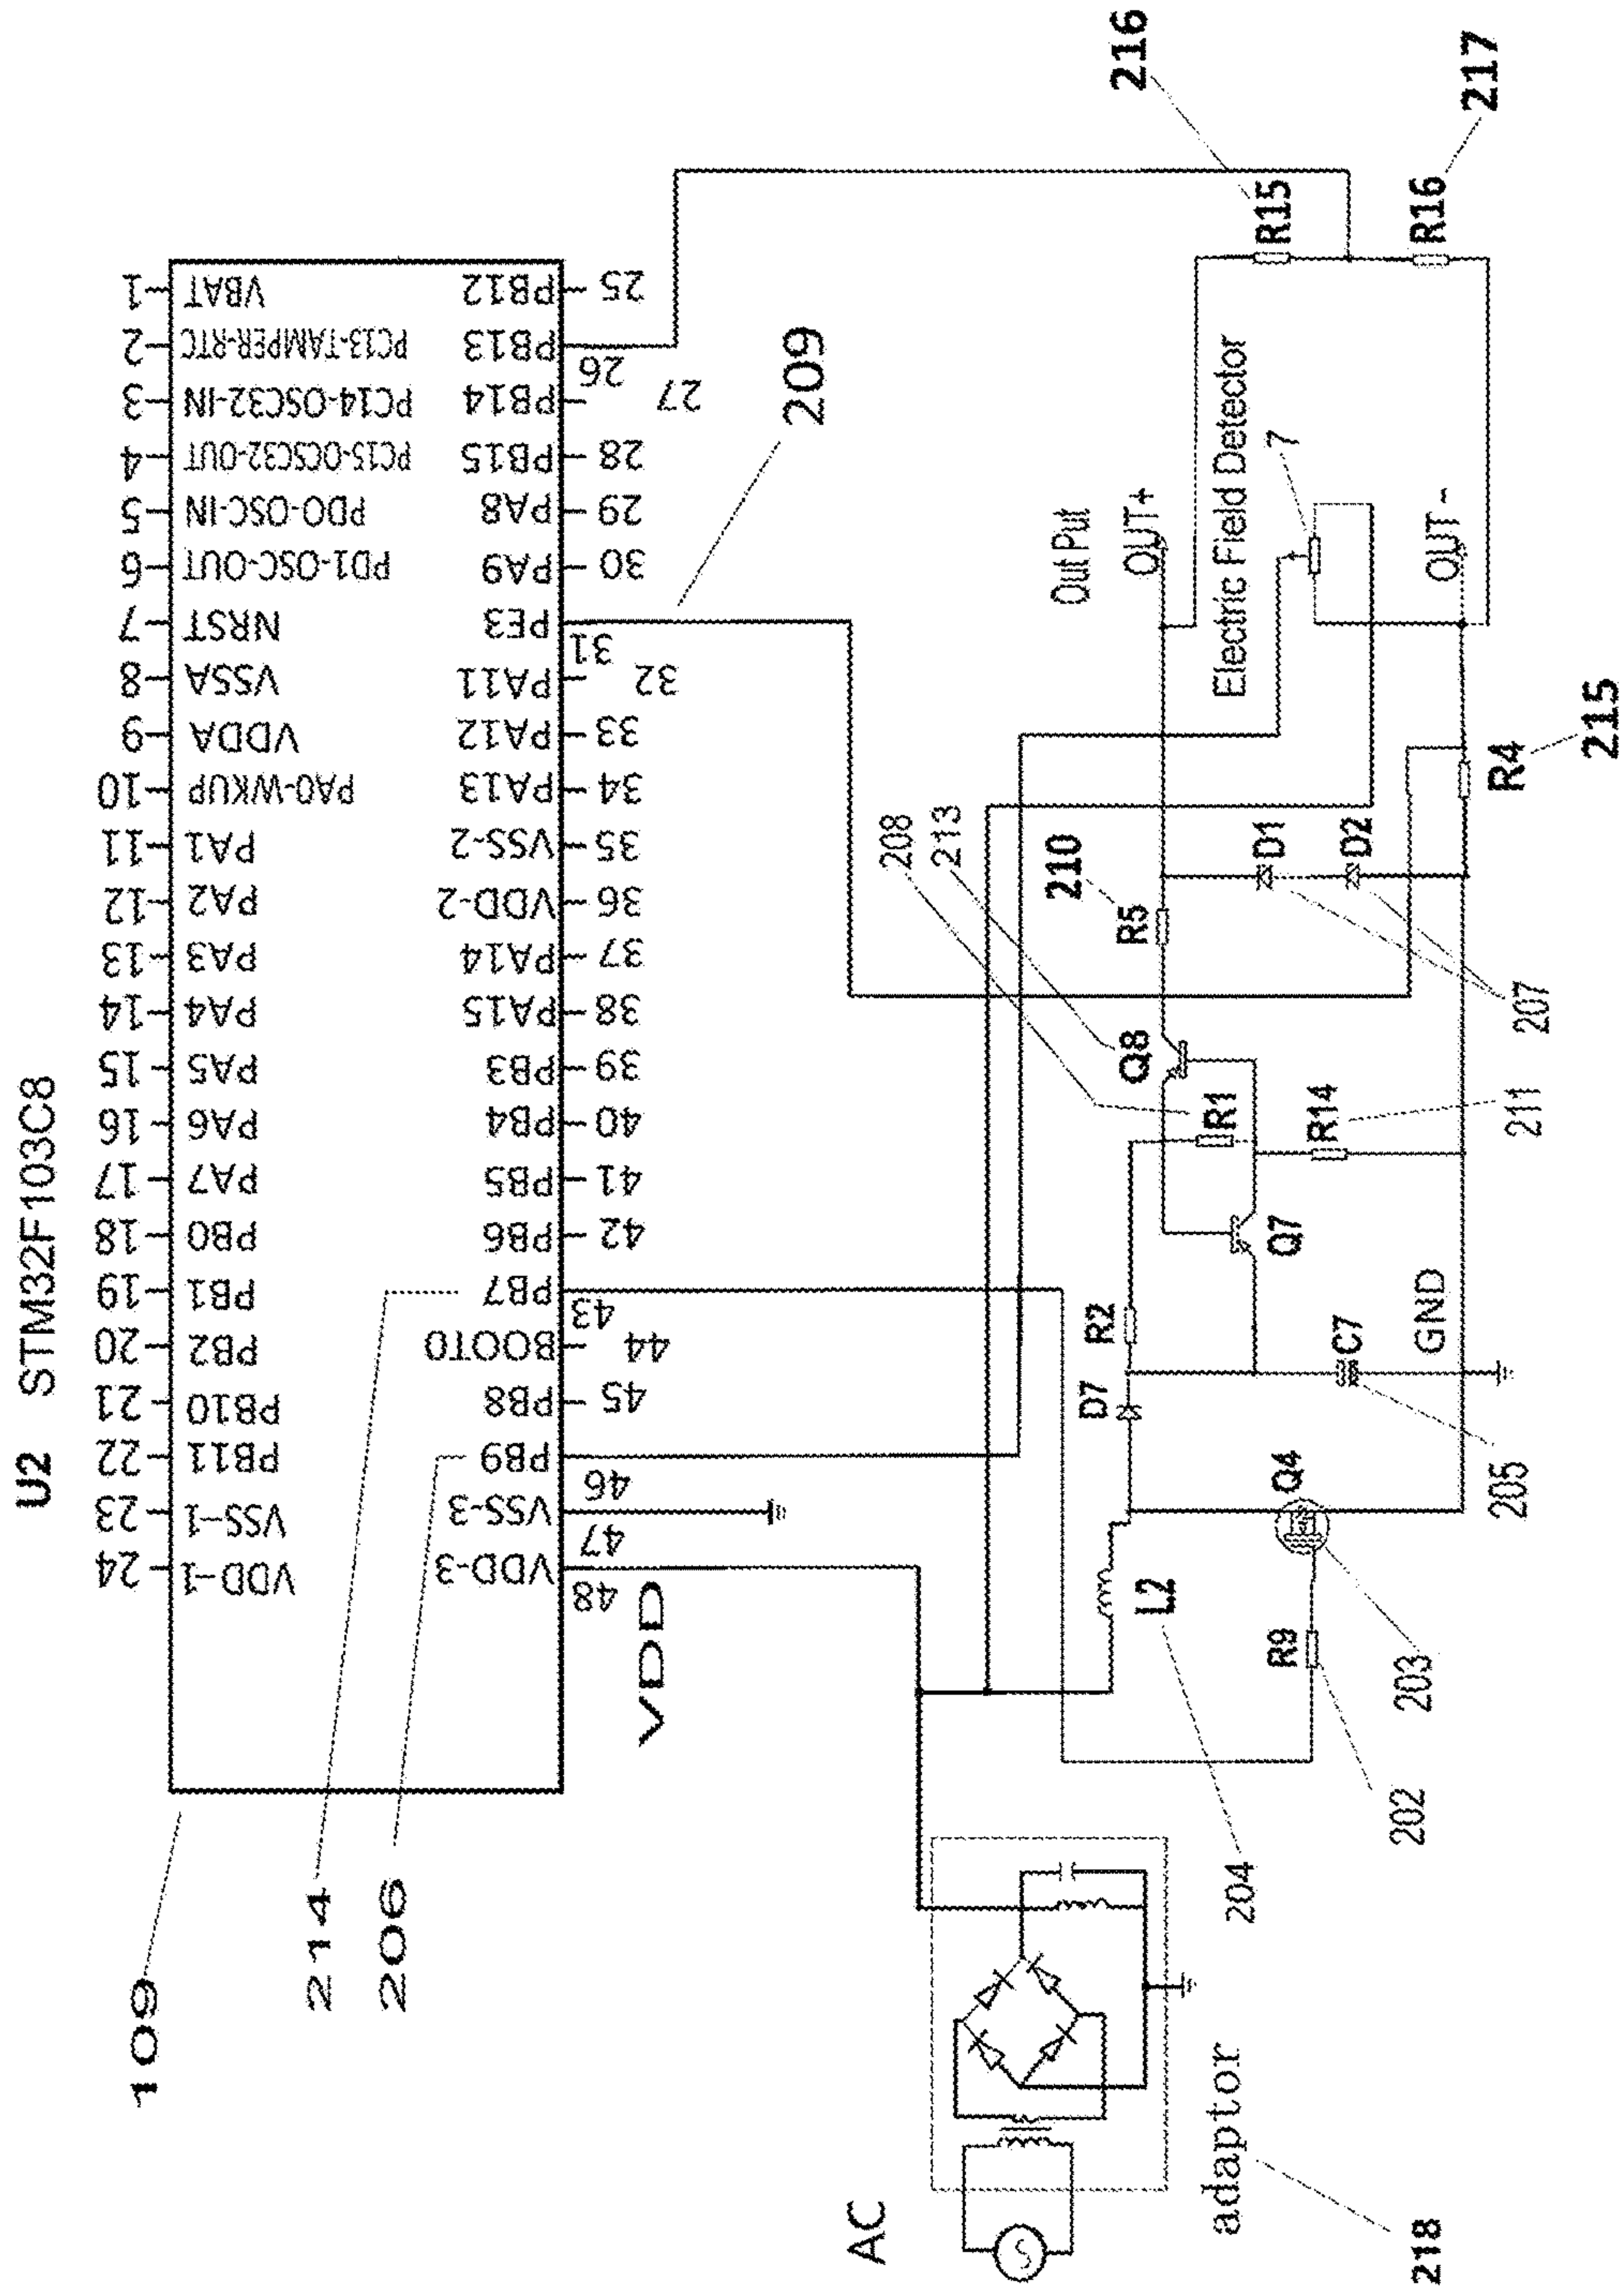 U2 STM32F103C8
24 23 22 21 20 19 18 17 16 15 14 13 12 11 10 9 8 7 6 5 4 3 2 1
VDD-1
VSS-1
PB11
PB10
PB2
PB1
PB0
PA7
PA6
PA5
PA4
PA3
PA2
PA1
PA0-WKUP
VDDA
VSSA
NRST
PD1-OSC-OUT
PDO-OSC-IN
PC15-OCSC32-OUT
PC14-OSC32-IN
PC13-TAMPER-RTC
VBAT
VDD-3
VSS-3
PB9
PB8
BOOT0
PB7
PB6
PB5
PB4
PB3
PA15
PA14
VDD-2
VSS-2
PA13
PA12
PA11
PE3
PA9
PA8
PB15
PB14
PB13
PB12
48 47 46 45 44 43 42 41 40 39 38 37 36 35 34 33 32 31 30 29 28 27 26 25
109
214
206
VDD
209
AC
adaptor
218
208
213
210
Out Put
OUT+
216
D7
R2
Q8
R5
L2
204
R1
Electric Field Detector
7
R15
R9
Q4
Q7
R14
D1
C7
D2
202
203
GND
OUT-
R16
217
205
211
207
R4
215